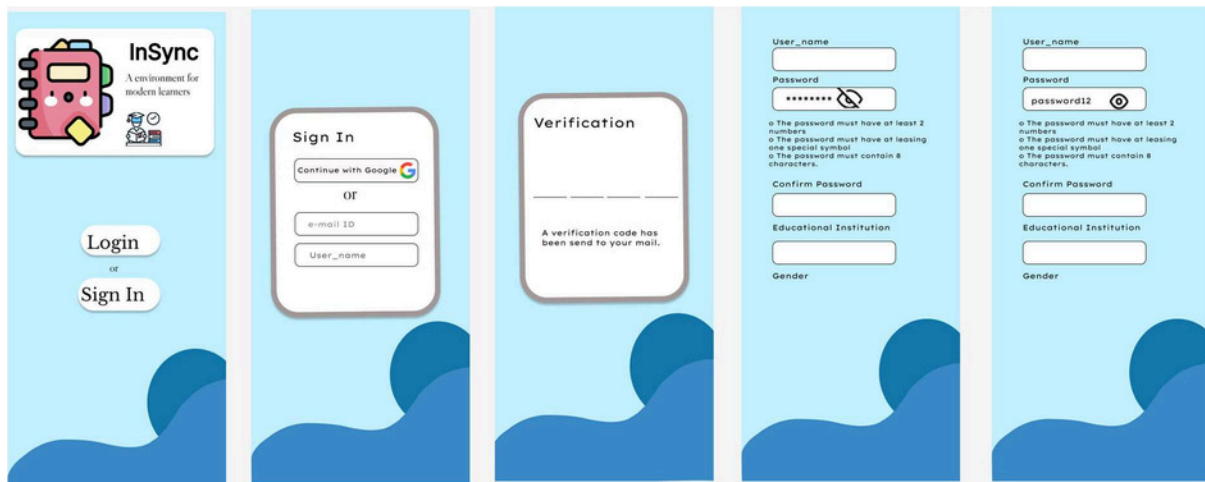 InSync
A environment for
modern learners
Login
or
Sign In
Sign In
Continue with Google
or
e-mail ID
User_name
Verification
A verification code has
been send to your mail.
User_name
Password
********
o The password must have at least 2
numbers
o The password must have at leasing
one special symbol
o The password must contain 8
characters.
Confirm Password
Educational Institution
Gender
User_name
Password
password12
o The password must have at least 2
numbers
o The password must have at leasing
one special symbol
o The password must contain 8
characters.
Confirm Password
Educational Institution
Gender